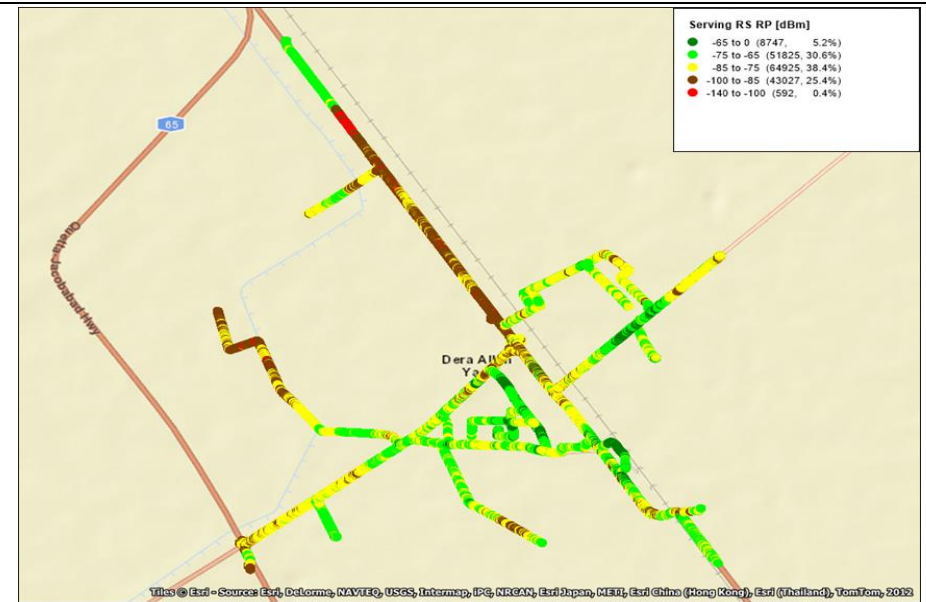 Serving RS RP [dBm]
-65 to 0 (8747, 5.2%)
-75 to -65 (51825, 30.6%)
-85 to -75 (64925, 38.4%)
-100 to -85 (43027, 25.4%)
-140 to -100 (592, 0.4%)
65
Quetta-Jacobabad Hwy
Dera
Tiles © Esri - Source: Esri, DeLorme, NAVTEQ, USGS, Intermap, iPC, NRCAN, Esri Japan, METI, Esri China (Hong Kong), Esri (Thailand), TomTom, 2012